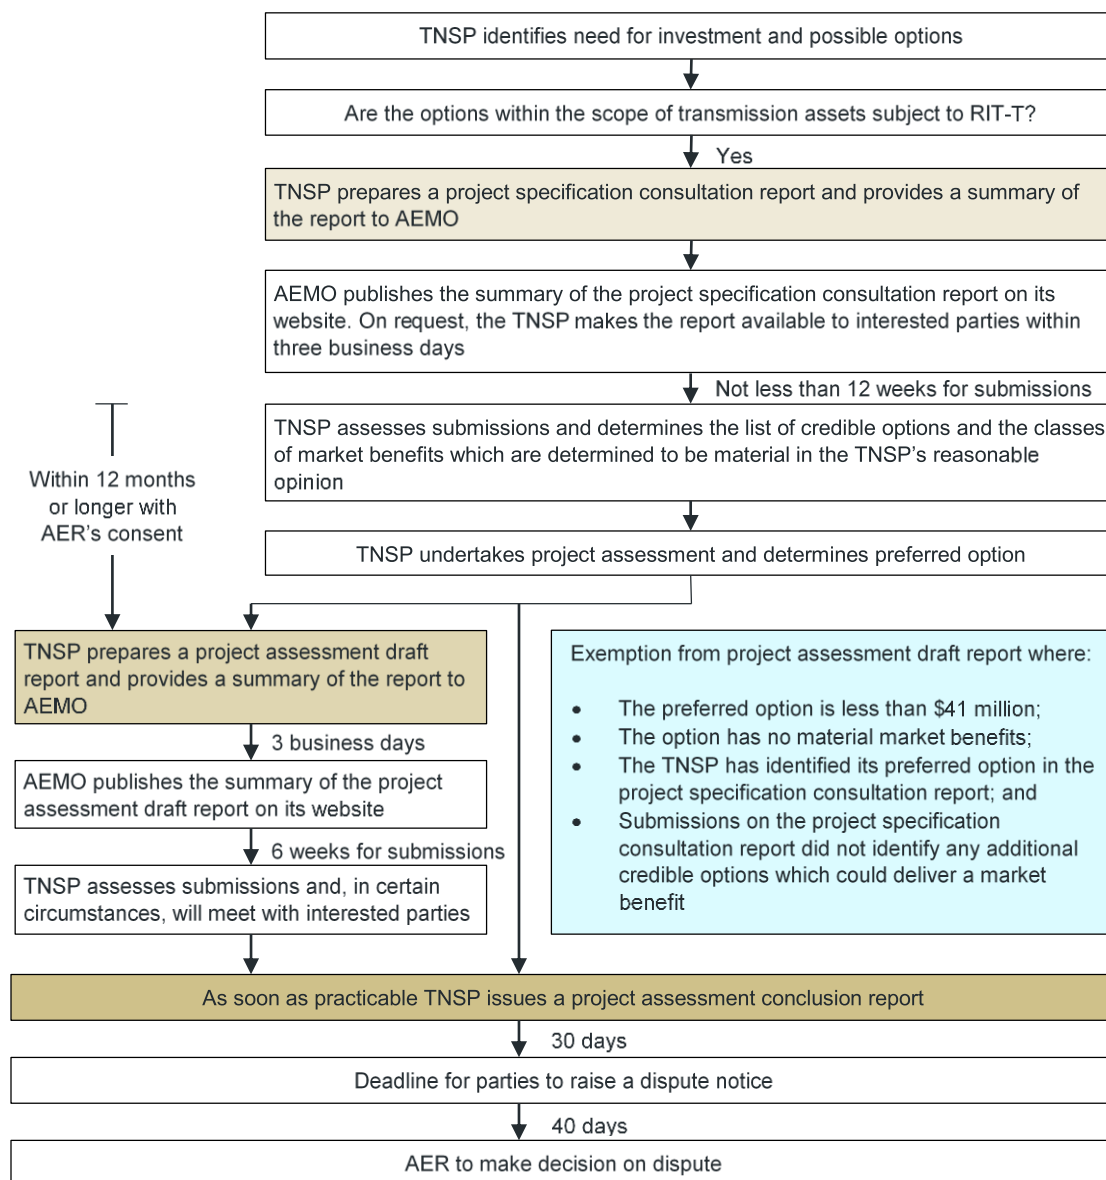 TNSP identifies need for investment and possible options
Are the options within the scope of transmission assets subject to RIT-T?
Yes
TNSP prepares a project specification consultation report and provides a summary of
the report to AEMO
AEMO publishes the summary of the project specification consultation report on its
website. On request, the TNSP makes the report available to interested parties within
three business days
Not less than 12 weeks for submissions
TNSP assesses submissions and determines the list of credible options and the classes
of market benefits which are determined to be material in the TNSP's reasonable
opinion
Within 12 months
or longer with
AER's consent
TNSP undertakes project assessment and determines preferred option
TNSP prepares a project assessment draft
report and provides a summary of the report to
AEMO
3 business days
AEMO publishes the summary of the project
assessment draft report on its website
6 weeks for submissions
TNSP assesses submissions and, in certain
circumstances, will meet with interested parties
Exemption from project assessment draft report where:
• The preferred option is less than $41 million;
• The option has no material market benefits;
• The TNSP has identified its preferred option in the
project specification consultation report; and
• Submissions on the project specification
consultation report did not identify any additional
credible options which could deliver a market
benefit
As soon as practicable TNSP issues a project assessment conclusion report
30 days
Deadline for parties to raise a dispute notice
40 days
AER to make decision on dispute